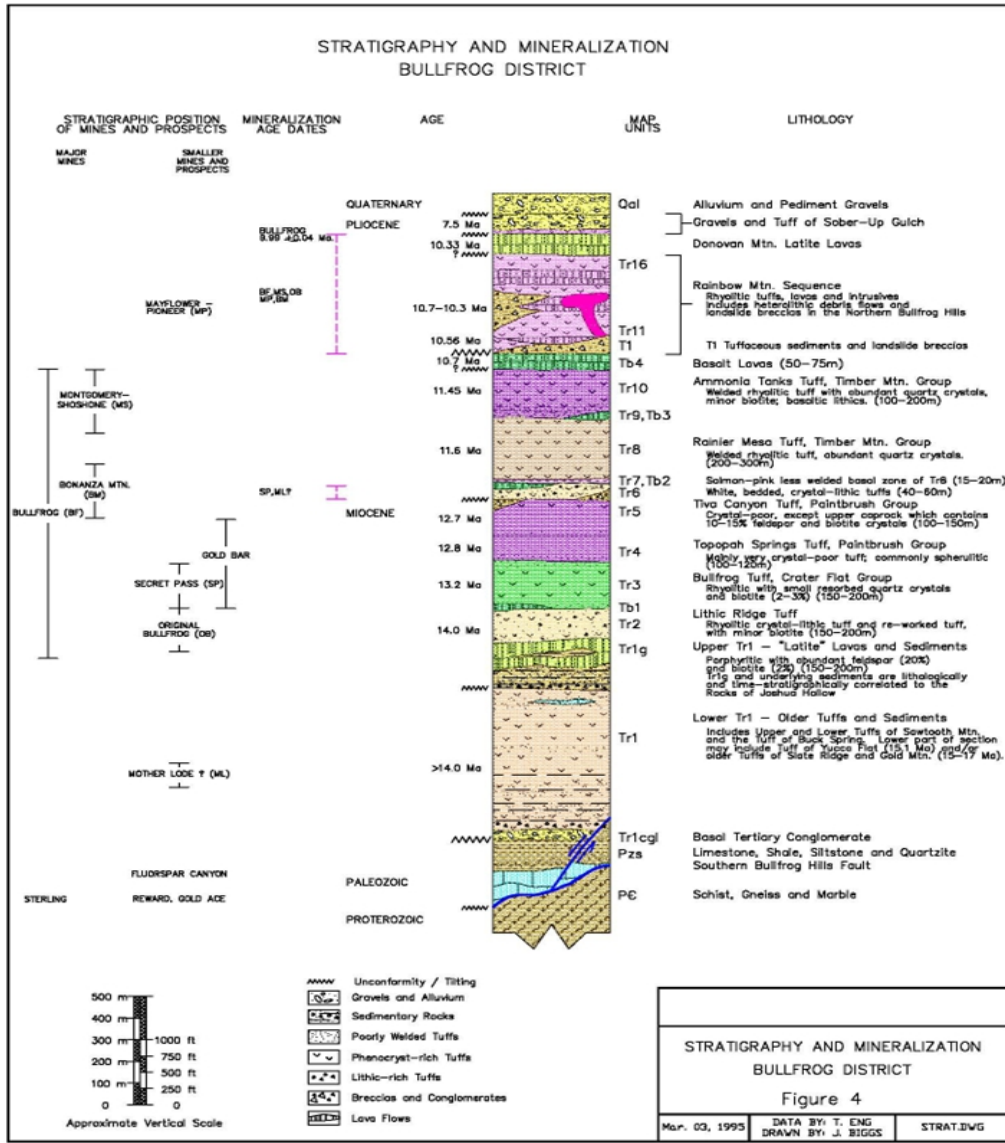 STRATIGRAPHY AND MINERALIZATION
BULLFROG DISTRICT
STRATIGRAPHIC POSITION
OF MINES AND PROSPECTS
MINERALIZATION
AGE DATES
AGE
MAP
UNITS
LITHOLOGY
MAJOR
MINES
SMALLER
MINES AND
PROSPECTS
QUATERNARY
Qal
Alluvium and Pediment Gravels
PLIOCENE
7.5 Ma
Gravels and Tuff of Sober-Up Gulch
BULLFROG
9.99 ±0.04 Ma.
10.33 Ma
Donovan Mtn. Latite Lavas
?
Tr16
BF,MS,OB
MP,BM
MAYFLOWER –
PIONEER (MP)
10.7–10.3 Ma
Rainbow Mtn. Sequence
Rhyolitic tuffs, lavas and intrusives
includes heterolithic debris flows and
landslide breccias in the Northern Bullfrog Hills
Tr11
10.56 Ma
T1
T1 Tuffaceous sediments and landslide breccias
10.7 Ma
?
Tb4
Basalt Lavas (50–75m)
MONTGOMERY–
SHOSHONE (MS)
11.45 Ma
Tr10
Ammonia Tanks Tuff, Timber Mtn. Group
Welded rhyolitic tuff with abundant quartz crystals,
minor biotite; basaltic lithics. (100–200m)
Tr9,Tb3
11.6 Ma
Tr8
Rainier Mesa Tuff, Timber Mtn. Group
Welded rhyolitic tuff, abundant quartz crystals.
(200–300m)
BONANZA MTN.
(BM)
Tr7,Tb2
Salmon-pink less welded basal zone of Tr8 (15–20m)
SP,ML?
Tr6
White, bedded, crystal-lithic tuffs (40–60m)
BULLFROG (BF)
MIOCENE
12.7 Ma
Tr5
Tiva Canyon Tuff, Paintbrush Group
Crystal-poor, except upper caprock which contains
10–15% feldspar and biotite crystals (100–150m)
GOLD BAR
12.8 Ma
Tr4
Topopah Springs Tuff, Paintbrush Group
Mainly very crystal-poor tuff; commonly spherulitic
(100–120m)
SECRET PASS (SP)
13.2 Ma
Tr3
Bullfrog Tuff, Crater Flat Group
Rhyolitic with small resorbed quartz crystals
and biotite (2–3%) (150–200m)
Tb1
ORIGINAL
BULLFROG (OB)
14.0 Ma
Tr2
Lithic Ridge Tuff
Rhyolitic crystal-lithic tuff and re-worked tuff,
with minor biotite (150–200m)
Tr1g
Upper Tr1 – "Latite" Lavas and Sediments
Porphyritic with abundant feldspar (20%)
and biotite (2%) (150–200m)
Tr1g and underlying sediments are lithologically
and time-stratigraphically correlated to the
Rocks of Joshua Hollow
Tr1
Lower Tr1 – Older Tuffs and Sediments
Includes Upper and Lower Tuffs of Sawtooth Mtn.
and the Tuff of Buck Spring. Lower part of section
may include Tuff of Yucca Flat (15.1 Ma) and/or
older Tuffs of Slate Ridge and Gold Mtn. (15–17 Ma).
MOTHER LODE ? (ML)
>14.0 Ma
Tr1cgl
Basal Tertiary Conglomerate
Pzs
Limestone, Shale, Siltstone and Quartzite
Southern Bullfrog Hills Fault
FLUORSPAR CANYON
PALEOZOIC
STERLING
REWARD, GOLD ACE
P€
Schist, Gneiss and Marble
PROTEROZOIC
500 m
400 m
300 m
200 m
100 m
0
1000 ft
750 ft
500 ft
250 ft
0
Approximate Vertical Scale
Unconformity / Tilting
Gravels and Alluvium
Sedimentary Rocks
Poorly Welded Tuffs
Phenocryst-rich Tuffs
Lithic-rich Tuffs
Breccias and Conglomerates
Lava Flows
STRATIGRAPHY AND MINERALIZATION
BULLFROG DISTRICT
Figure 4
Mar. 03, 1995
DATA BY: T. ENG
DRAWN BY: J. BIGGS
STRAT.DWG